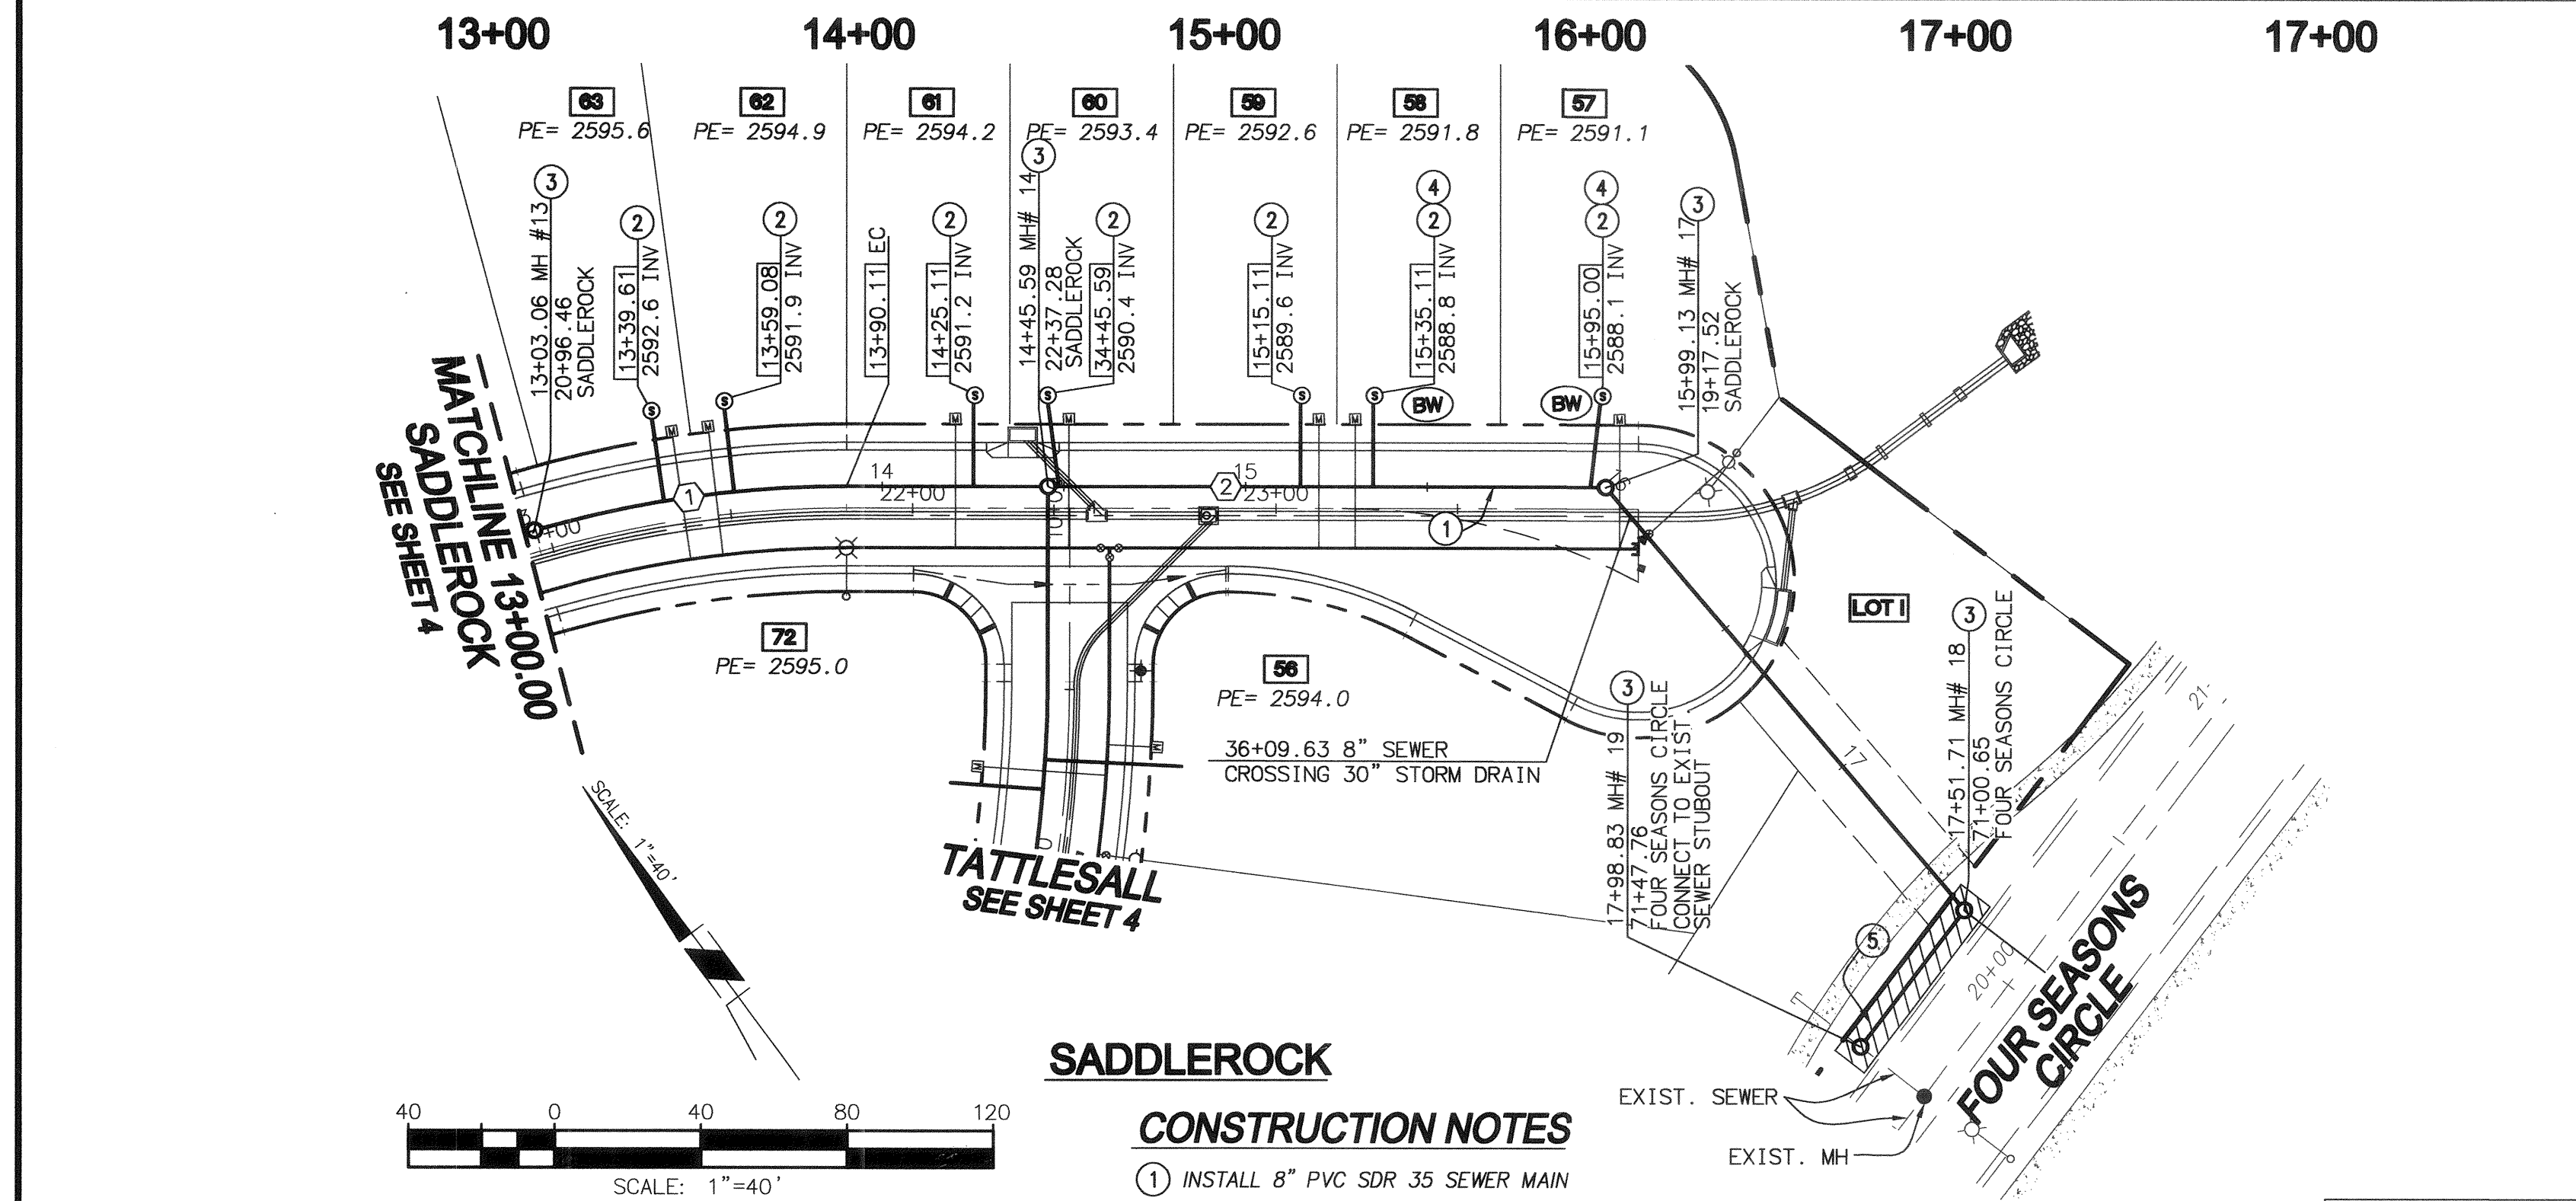 13+00 14+00 15+00 16+00 17+00 17+00
63 62 61 60 59 58 57
PE= 2595.6 PE= 2594.9 PE= 2594.2 PE= 2593.4 PE= 2592.6 PE= 2591.8 PE= 2591.1
3
13+03.06 MH #13
20+96.46
SADDLEROCK
2
13+39.61
2592.6 INV
2
13+59.08
2591.9 INV
13+90.11 EC
2
14+25.11
2591.2 INV
3
14+45.59 MH# 14
22+37.28
SADDLEROCK
2
34+45.59
2590.4 INV
2
15+15.11
2589.6 INV
4
2
15+35.11
2588.8 INV
4
2
15+95.00
2588.1 INV
3
15+99.13 MH# 17
19+17.52
SADDLEROCK
S S S S S S S
M M M M M M M
BW BW
MATCHLINE 13+00.00
SADDLEROCK
SEE SHEET 4
1
14
22+00
2
15
23+00
1
16
72
PE= 2595.0
56
PE= 2594.0
36+09.63 8" SEWER
CROSSING 30" STORM DRAIN
LOT I
M
M
TATTLESALL
SEE SHEET 4
3
17+98.83 MH# 19
71+47.76
FOUR SEASONS CIRCLE
CONNECT TO EXIST
SEWER STUBOUT
17
3
17+51.71 MH# 18
71+00.65
FOUR SEASONS CIRCLE
21-
5
20+00
T
FOUR SEASONS
CIRCLE
EXIST. SEWER
EXIST. MH
SCALE: 1"=40'
SADDLEROCK
CONSTRUCTION NOTES
1 INSTALL 8" PVC SDR 35 SEWER MAIN
40 0 40 80 120
SCALE: 1"=40'